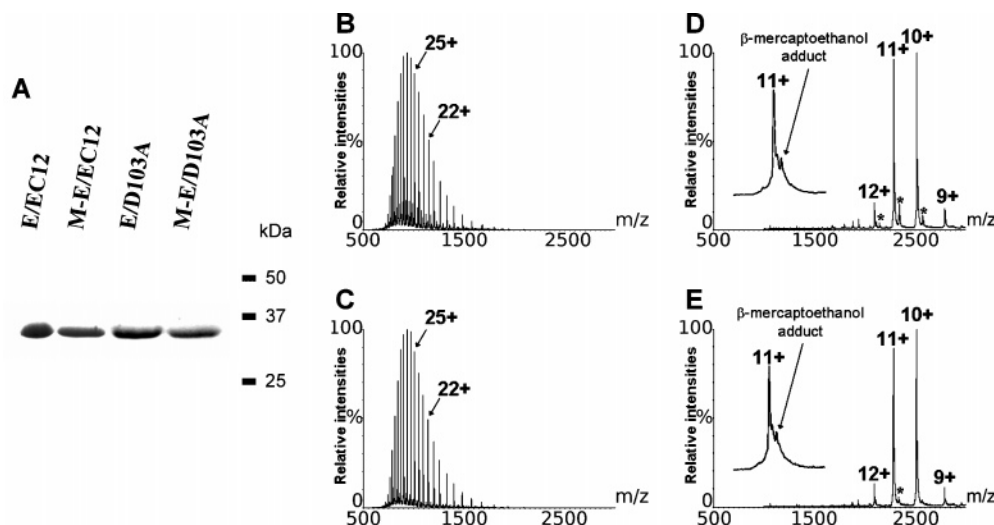 A
E/EC12
M-E/EC12
E/D103A
M-E/D103A
kDa
50
37
25
B
100
Relative intensities
%
0
25+
22+
m/z
500
1500
2500
C
100
Relative intensities
%
0
25+
22+
m/z
500
1500
2500
D
β-mercaptoethanol
adduct
100
Relative intensities
%
0
11+
12+
*
11+
*
10+
*
9+
m/z
500
1500
2500
E
β-mercaptoethanol
adduct
100
Relative intensities
%
0
11+
12+
11+
*
10+
9+
m/z
500
1500
2500